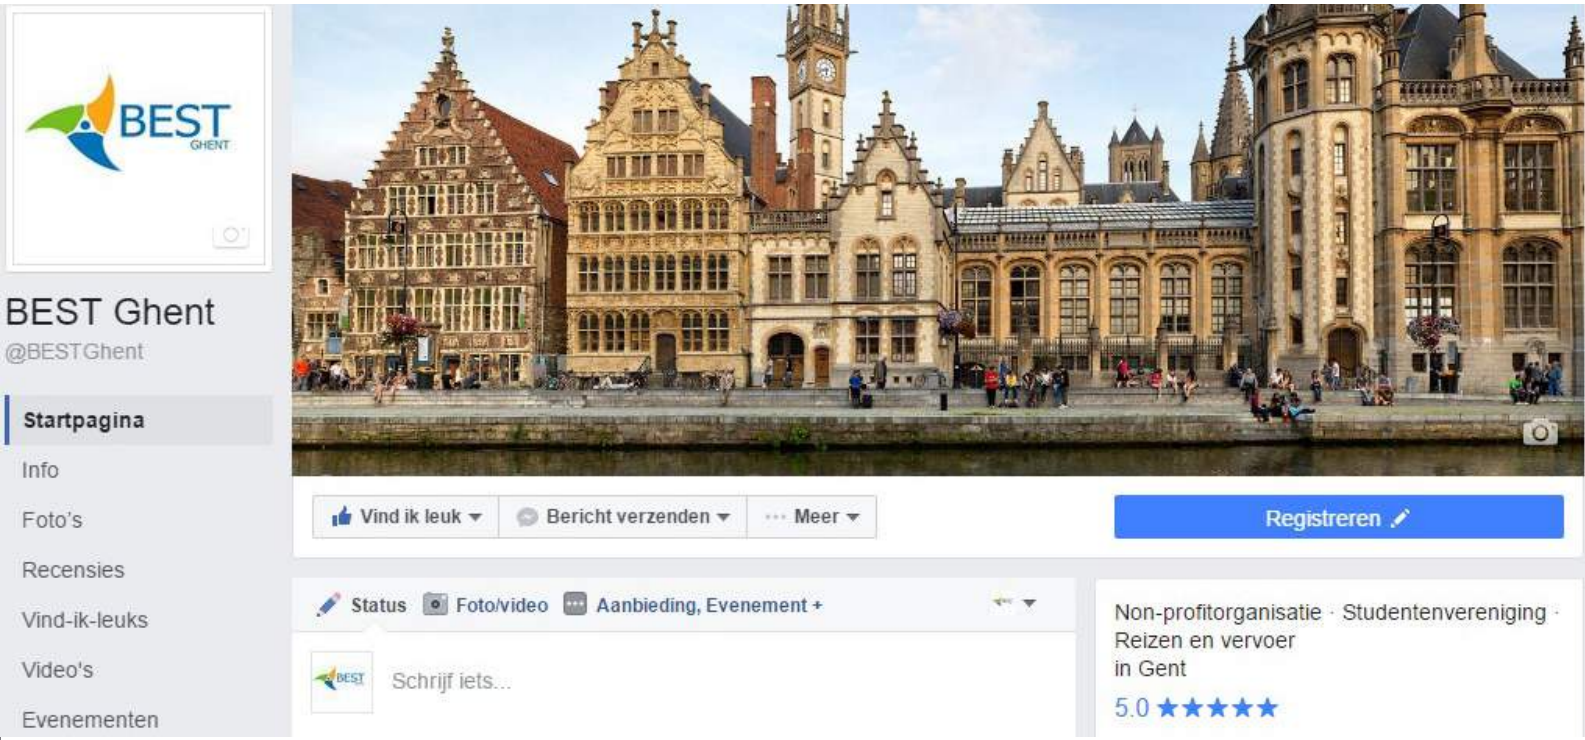 BEST
GHENT
BEST Ghent
@BESTGhent
Startpagina
Info
Foto's
Recensies
Vind-ik-leuks
Video's
Evenementen
Vind ik leuk
Bericht verzenden
Meer
Registreren
Status
Foto/video
Aanbieding, Evenement +
BEST
Schrijf iets...
Non-profitorganisatie · Studentenvereniging ·
Reizen en vervoer
in Gent
5.0